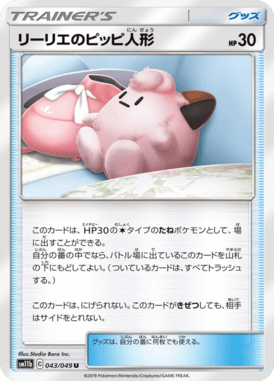 TRAINER'S
グッズ
リーリエのピッピ人形
にん ぎょう
HP30
このカードは、HP30の タイプのたねポケモンとして、場
に出すことができる。
自分の番の中でなら、バトル場に出ているこのカードを山札
の下にもどしてよい。(ついているカードは、すべてトラッシュ
する。)
このカードは、にげられない。このカードがきぜつしても、相手
はサイドをとれない。
Illus.Studio Bora Inc.
グッズは、自分の番に何枚でも使える。
sm11b C 043/049 U
©2019 Pokémon/Nintendo/Creatures/GAME FREAK.